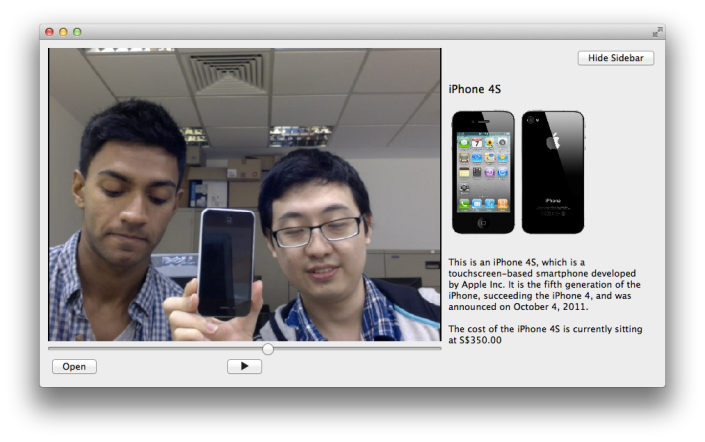 Hide Sidebar
iPhone 4S
iPhone
This is an iPhone 4S, which is a
touchscreen-based smartphone developed
by Apple Inc. It is the fifth generation of the
iPhone, succeeding the iPhone 4, and was
announced on October 4, 2011.
The cost of the iPhone 4S is currently sitting
at S$350.00
Open